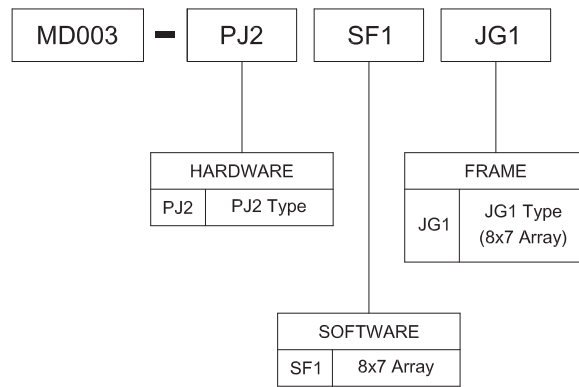 MD003 - PJ2 SF1 JG1
HARDWARE
PJ2 PJ2 Type
FRAME
JG1 JG1 Type
(8x7 Array)
SOFTWARE
SF1 8x7 Array